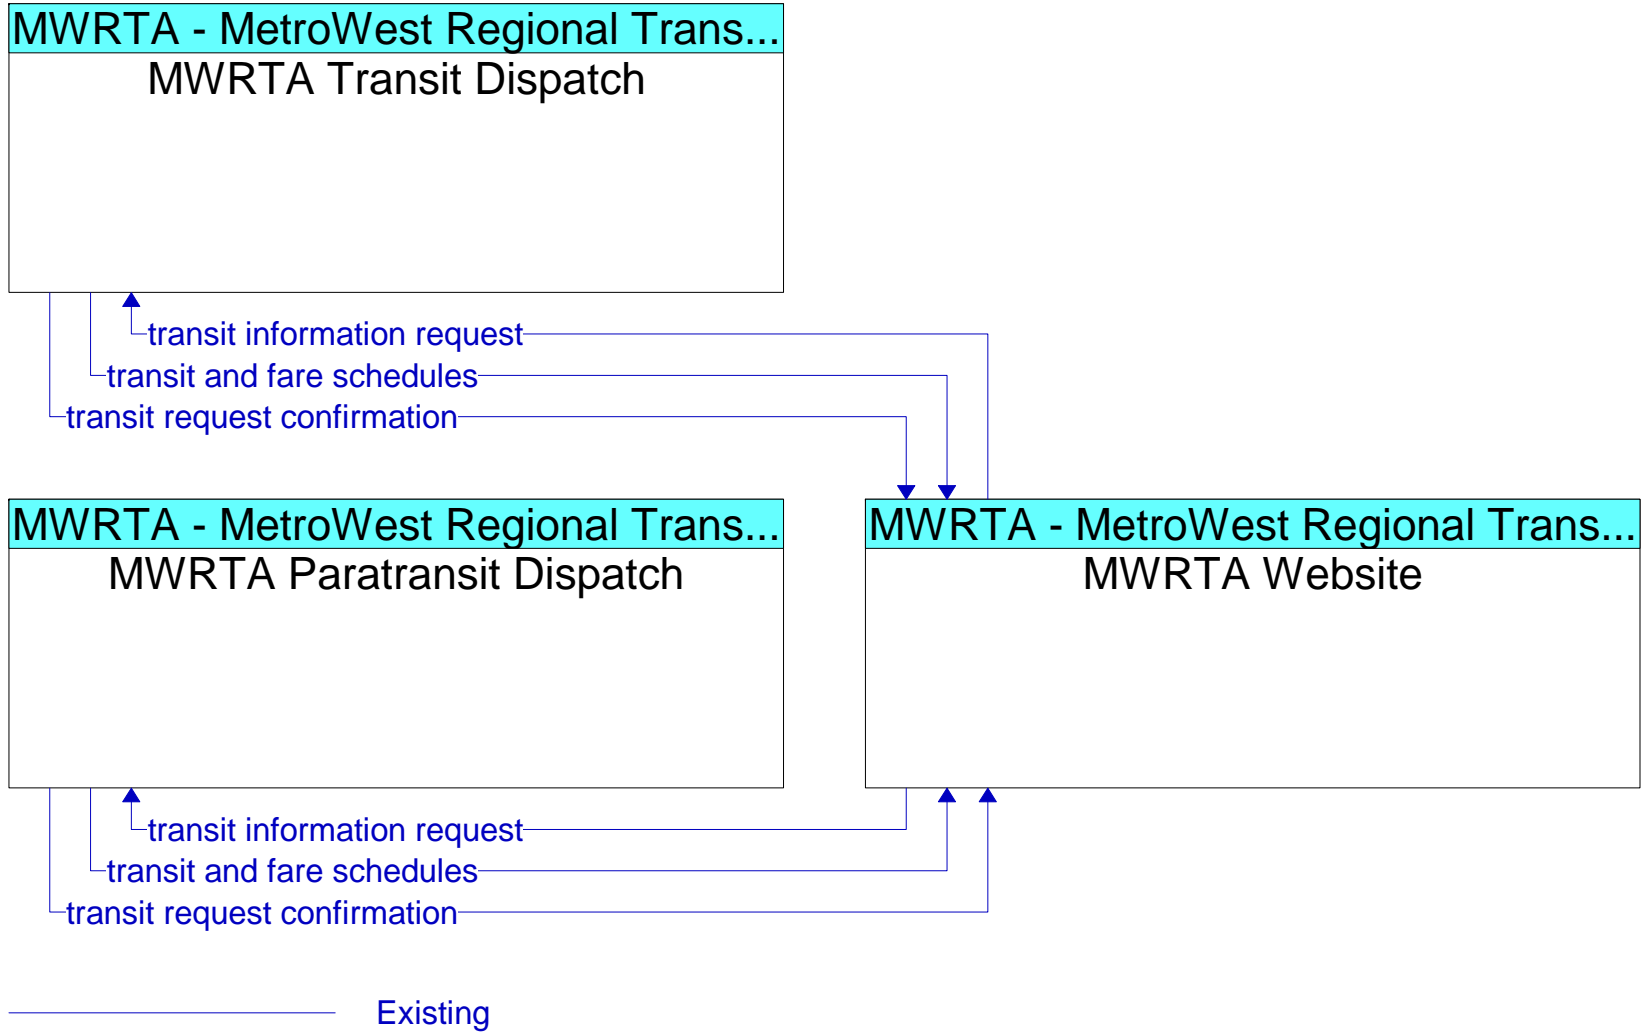 MWRTA - MetroWest Regional Trans...
MWRTA Transit Dispatch
transit information request
transit and fare schedules
transit request confirmation
MWRTA - MetroWest Regional Trans...
MWRTA Paratransit Dispatch
MWRTA - MetroWest Regional Trans...
MWRTA Website
transit information request
transit and fare schedules
transit request confirmation
Existing